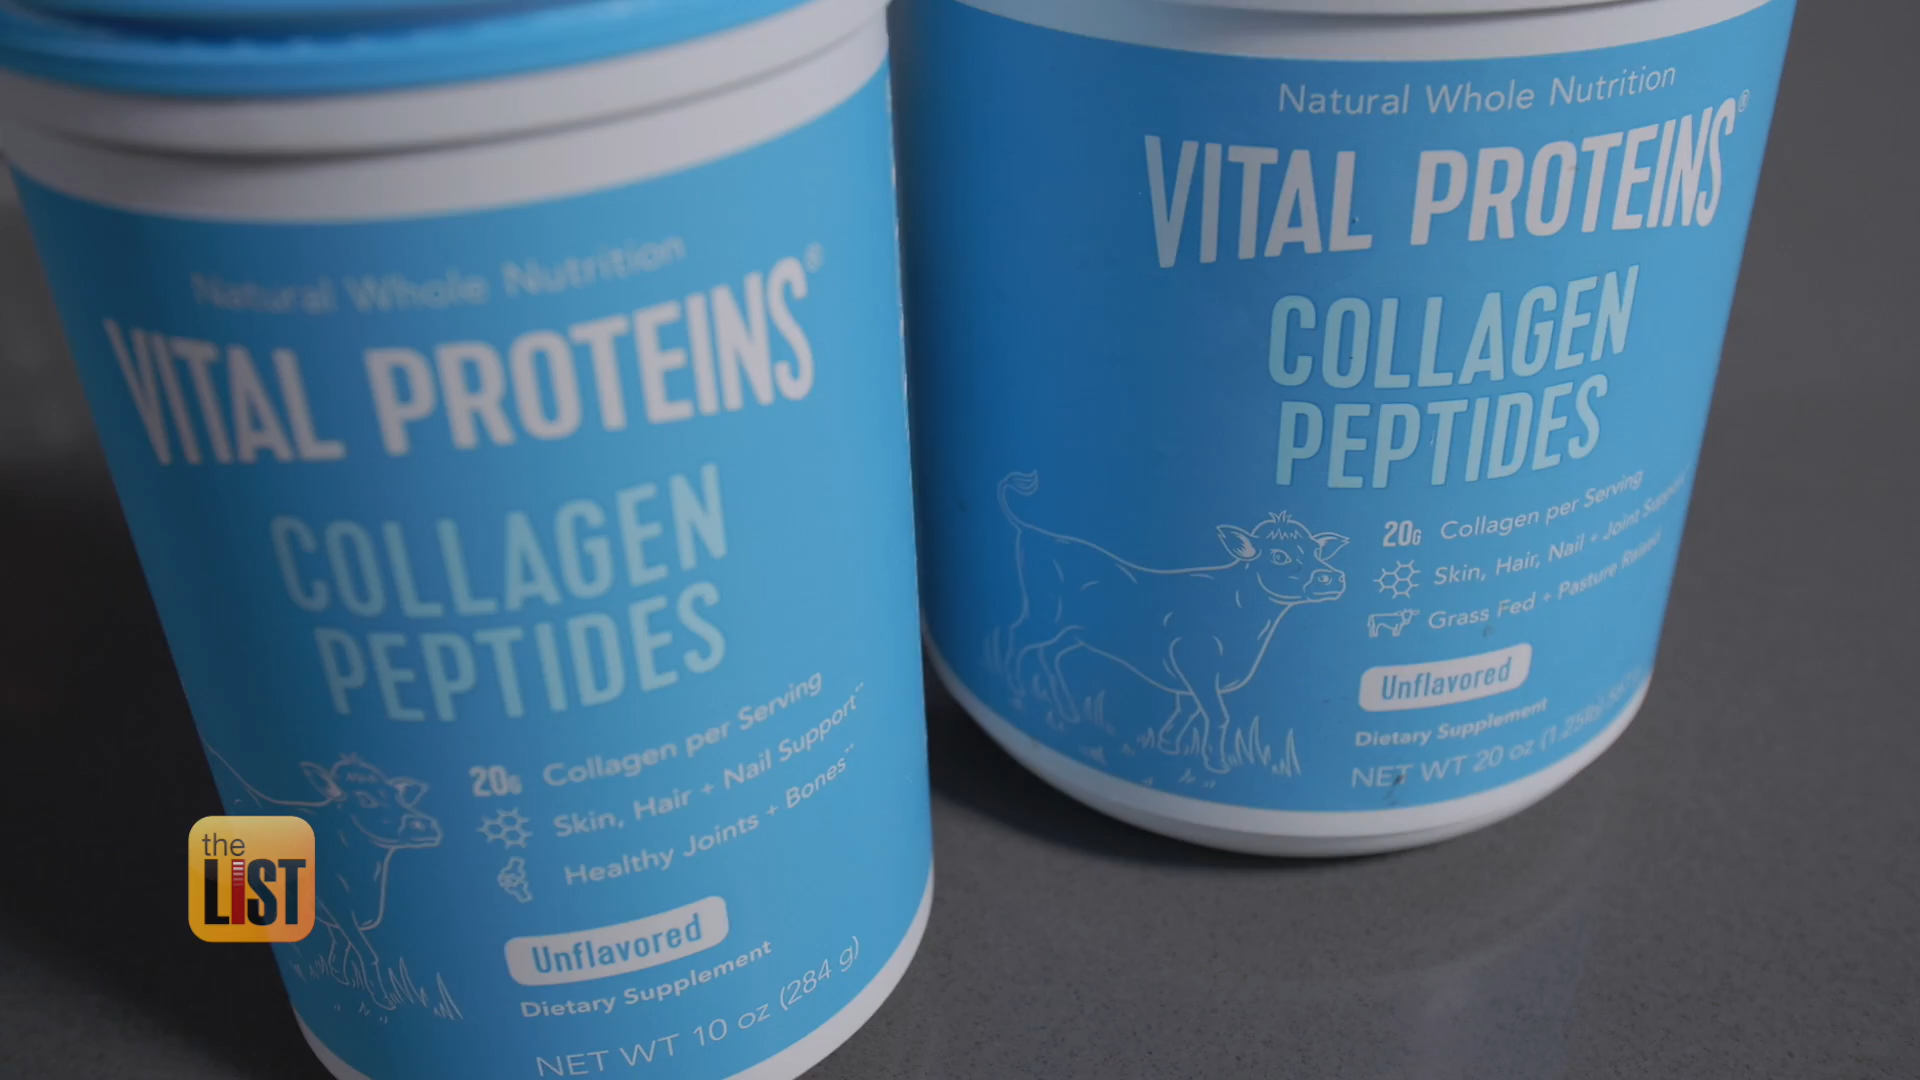 Natural Whole Nutrition
VITAL PROTEINS®
COLLAGEN
PEPTIDES
20G Collagen per Serving
Skin, Hair + Nail Support**
Healthy Joints + Bones**
Unflavored
Dietary Supplement
NET WT 10 oz (284 g)
Natural Whole Nutrition
VITAL PROTEINS®
COLLAGEN
PEPTIDES
20G Collagen per Serving
Skin, Hair, Nail + Joint Support
Grass Fed + Pasture Raised
Unflavored
Dietary Supplement
NET WT 20 oz (1.25lb)
the
LIST